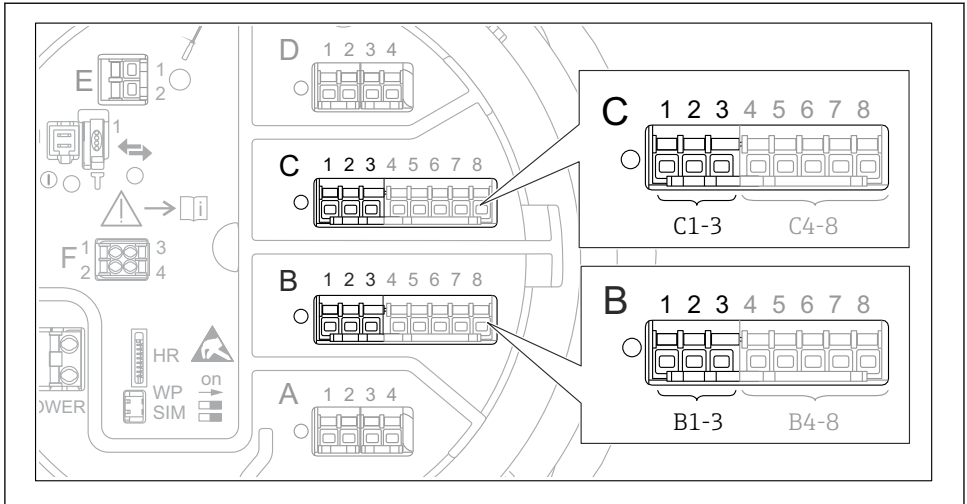 D 1 2 3 4
E 1
2
1
C 1 2 3 4 5 6 7 8
i
F 1 3
2 4
B 1 2 3 4 5 6 7 8
HR
on
WP
SIM
OWER
A 1 2 3 4
C 1 2 3 4 5 6 7 8
C1-3 C4-8
B 1 2 3 4 5 6 7 8
B1-3 B4-8